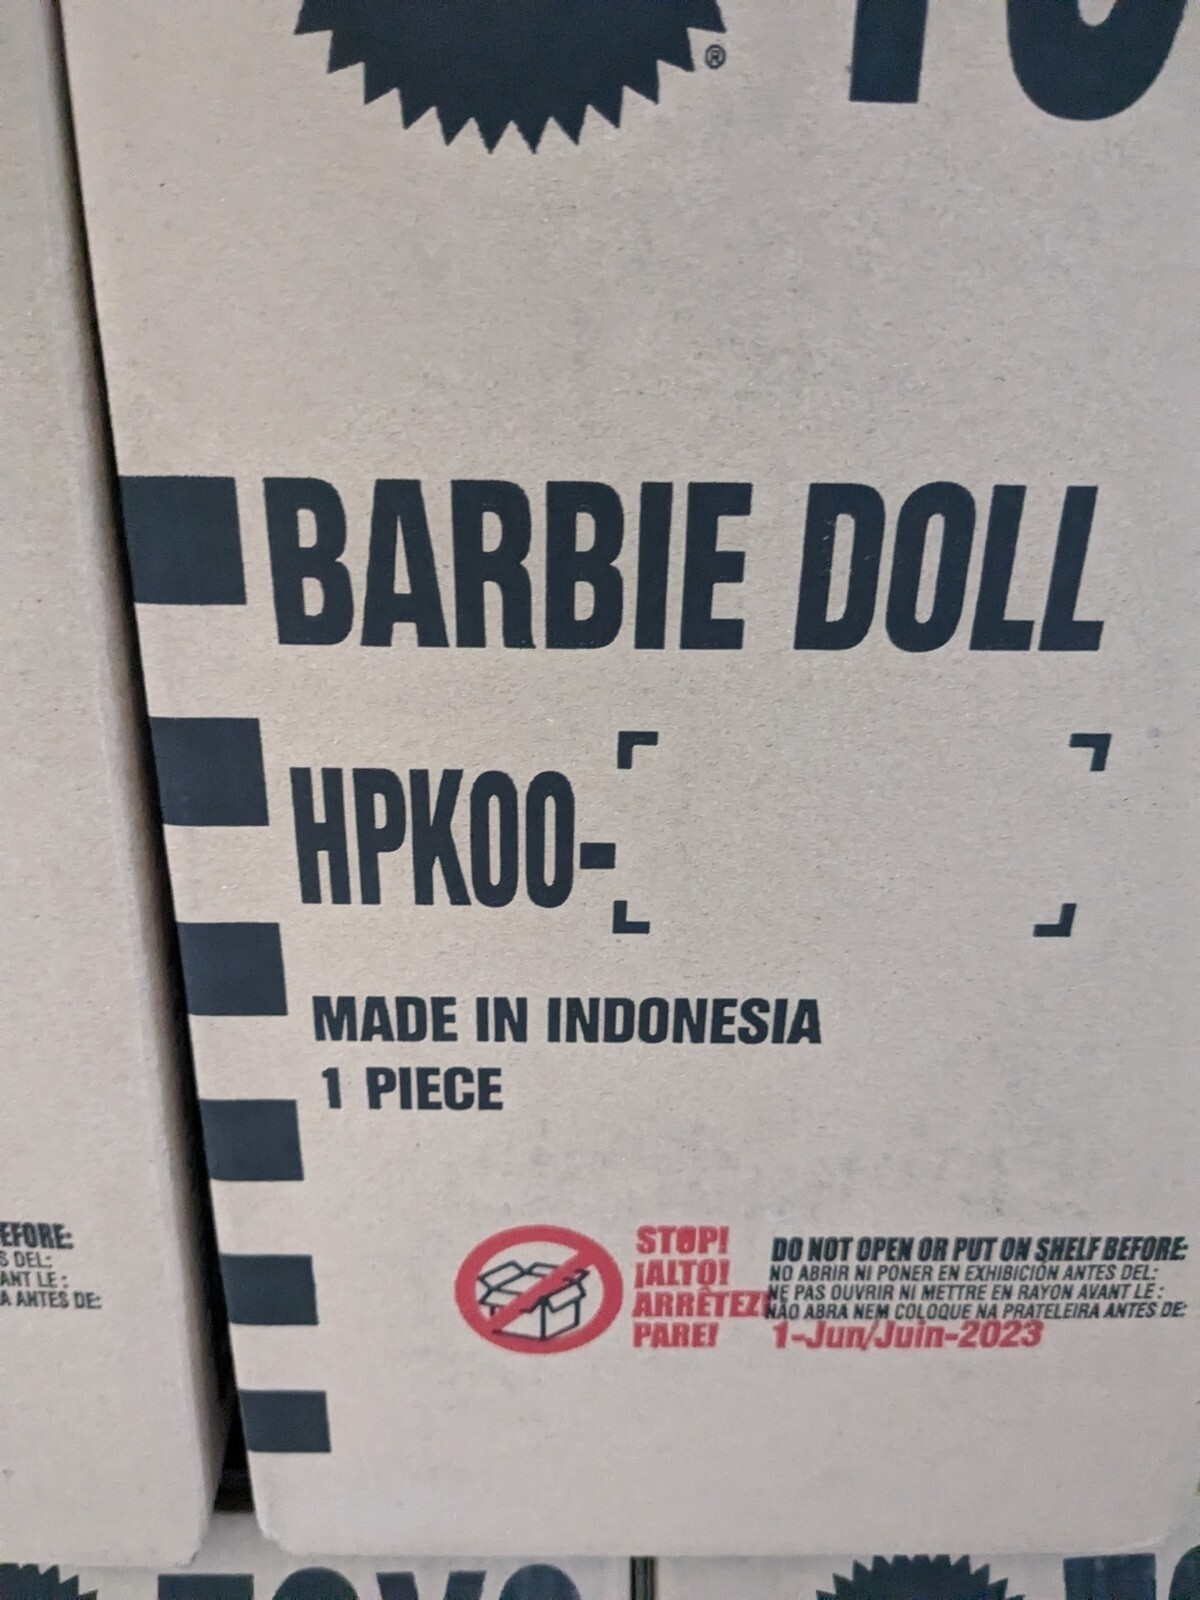 ®
BARBIE DOLL
HPK00-
MADE IN INDONESIA
1 PIECE
STOP!
¡ALTO!
ARRÊTEZ!
PARE!
DO NOT OPEN OR PUT ON SHELF BEFORE:
NO ABRIR NI PONER EN EXHIBICIÓN ANTES DEL:
NE PAS OUVRIR NI METTRE EN RAYON AVANT LE :
NÃO ABRA NEM COLOQUE NA PRATELEIRA ANTES DE:
1-Jun/Juin-2023
EFORE:
S DEL:
ANT LE :
A ANTES DE:
TOYS